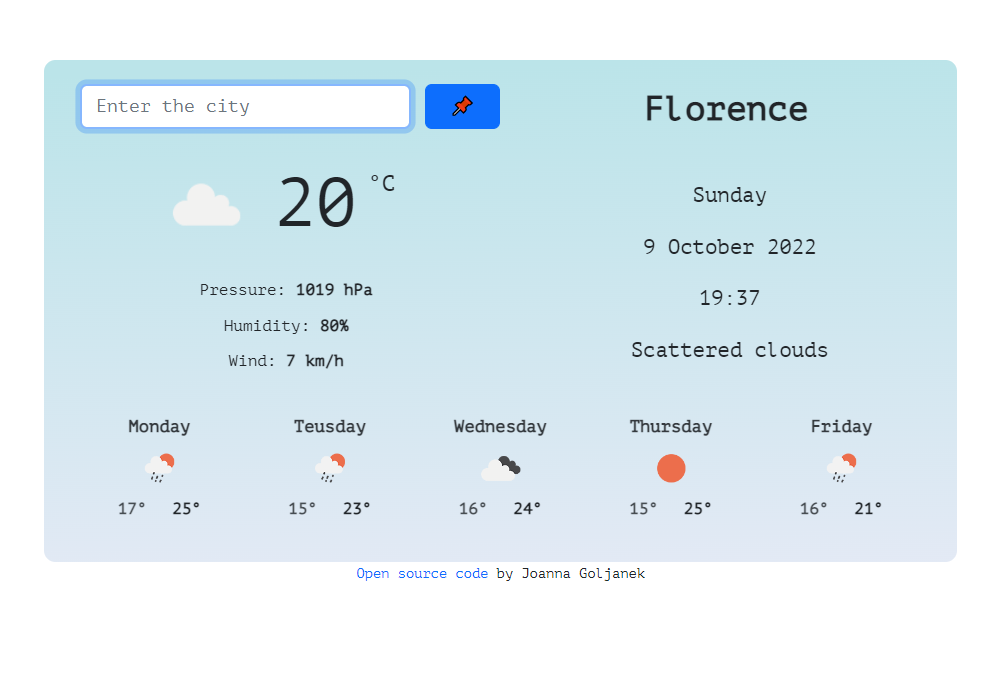 Enter the city
Florence
20 °C
Pressure: 1019 hPa
Humidity: 80%
Wind: 7 km/h
Sunday
9 October 2022
19:37
Scattered clouds
Monday Teusday Wednesday Thursday Friday
17° 25° 15° 23° 16° 24° 15° 25° 16° 21°
Open source code by Joanna Goljanek